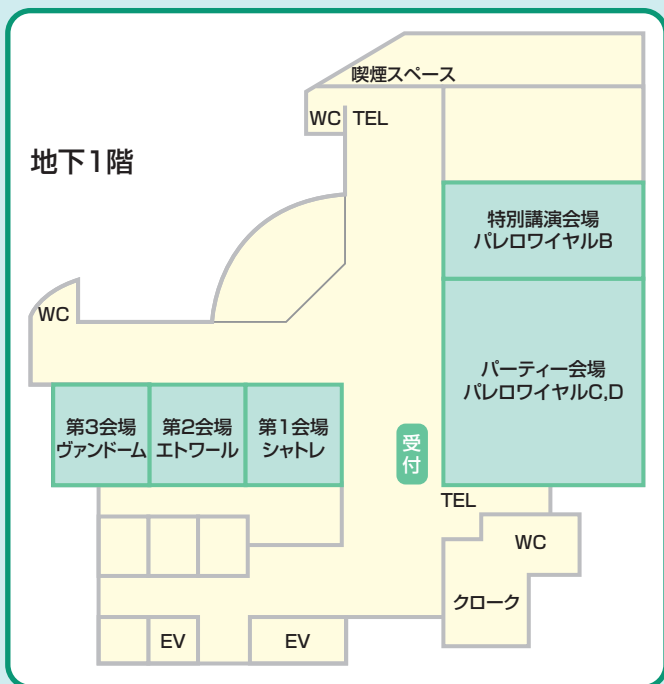 喫煙スペース
WC TEL
地下1階
特別講演会場
パレロワイヤルB
WC
パーティー会場
パレロワイヤルC,D
第3会場
ヴァンドーム
第2会場
エトワール
第1会場
シャトレ
受付
TEL
WC
クローク
EV
EV